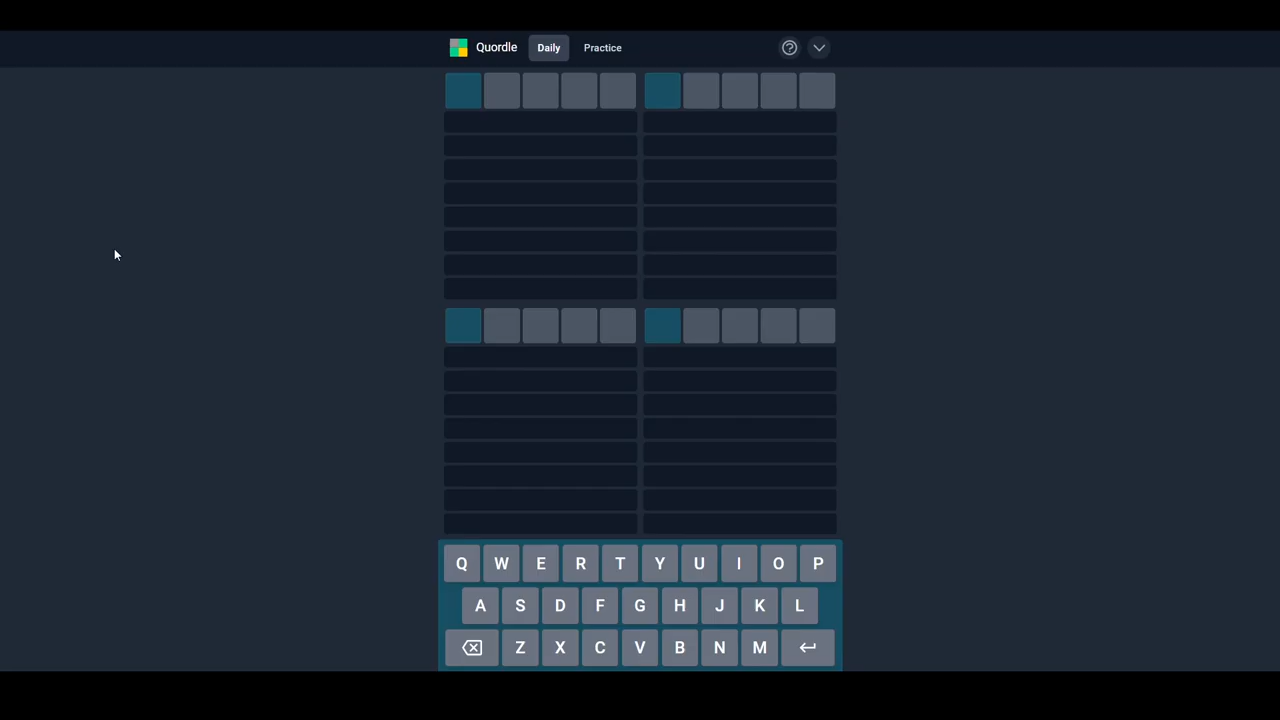 Quordle Daily Practice
Q W E R T Y U I O P
A S D F G H J K L
Z X C V B N M